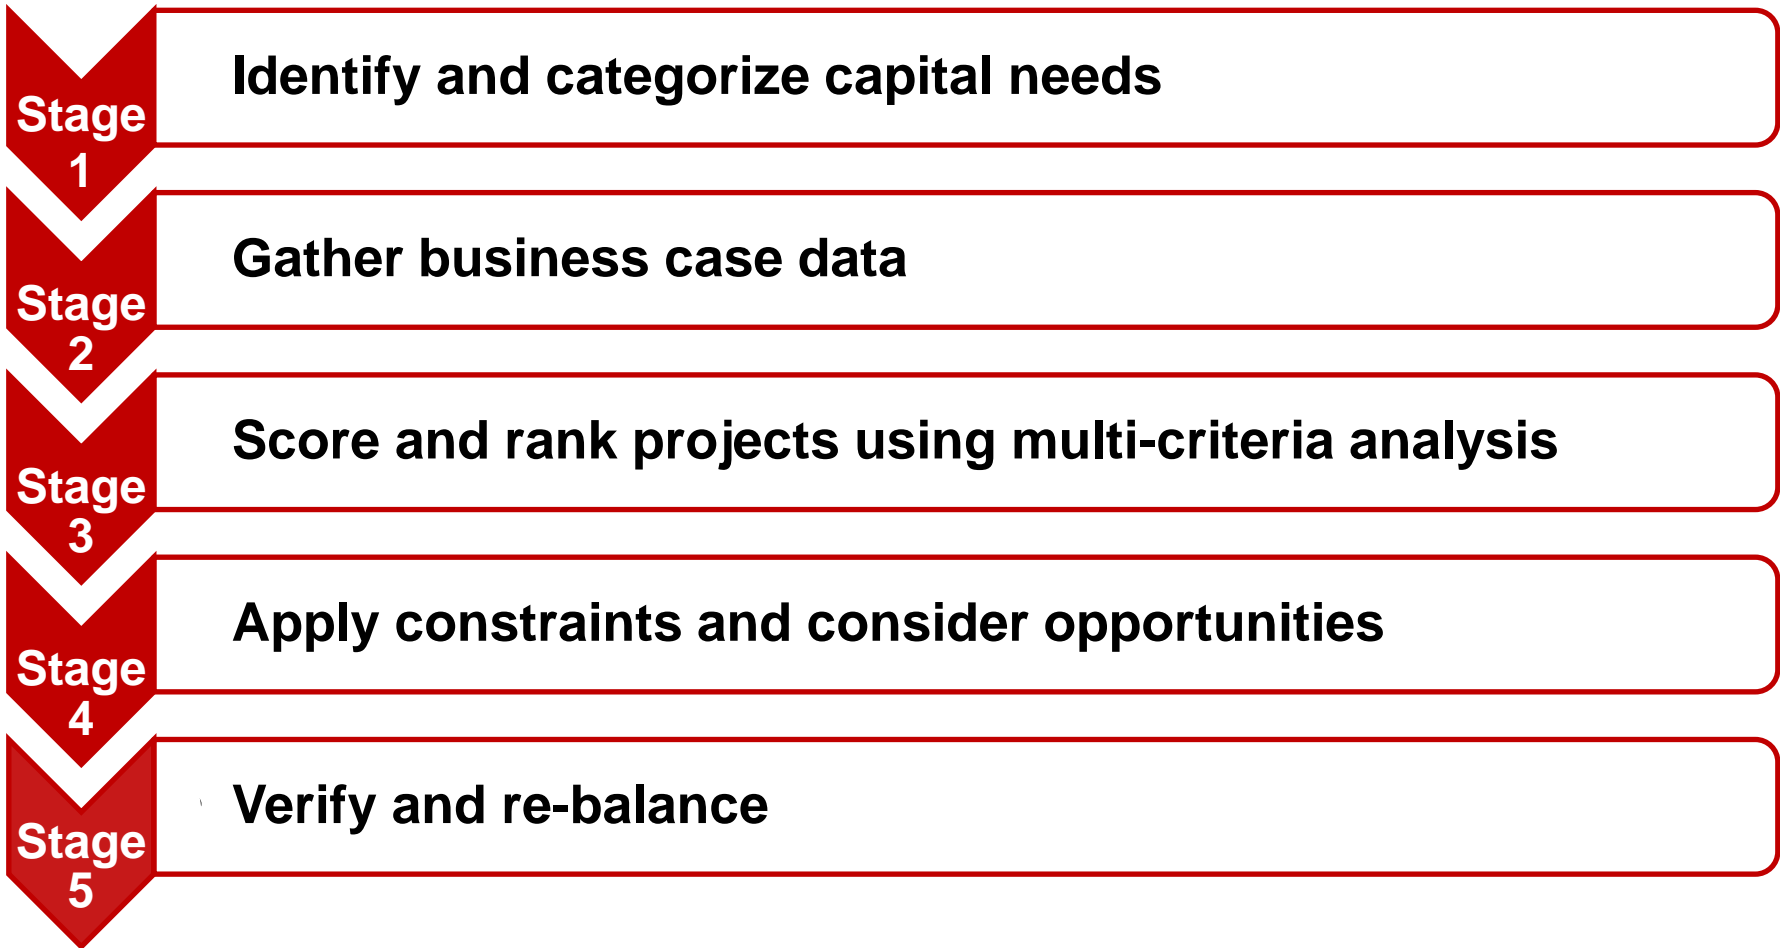 Stage
1
Identify and categorize capital needs
Stage
2
Gather business case data
Stage
3
Score and rank projects using multi-criteria analysis
Stage
4
Apply constraints and consider opportunities
Stage
5
Verify and re-balance